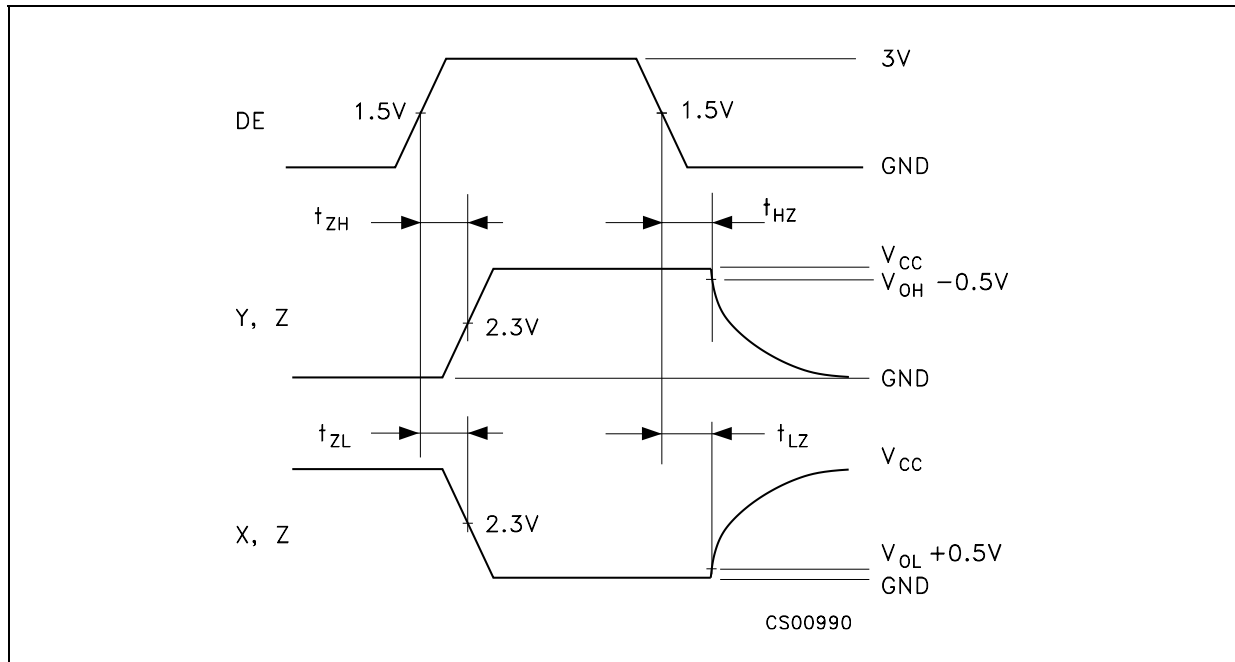 3V
1.5V
1.5V
DE
GND
tZH
tHZ
VCC
VOH −0.5V
Y, Z
2.3V
GND
tZL
tLZ
VCC
X, Z
2.3V
VOL +0.5V
GND
CS00990